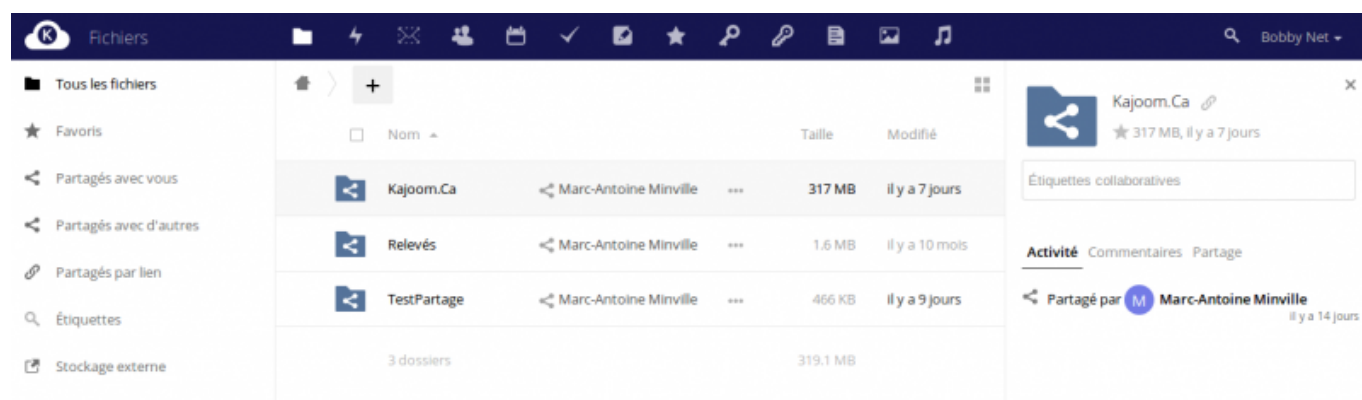 K Fichiers Bobby Net
Tous les fichiers
Favoris
Partagés avec vous
Partagés avec d'autres
Partagés par lien
Étiquettes
Stockage externe
+
Nom Taille Modifié
Kajoom.Ca Marc-Antoine Minville ... 317 MB il y a 7 jours
Relevés Marc-Antoine Minville ... 1.6 MB il y a 10 mois
TestPartage Marc-Antoine Minville ... 466 KB il y a 9 jours
3 dossiers 319.1 MB
Kajoom.Ca
317 MB, il y a 7 jours
Étiquettes collaboratives
Activité Commentaires Partage
Partagé par M Marc-Antoine Minville
il y a 14 jours